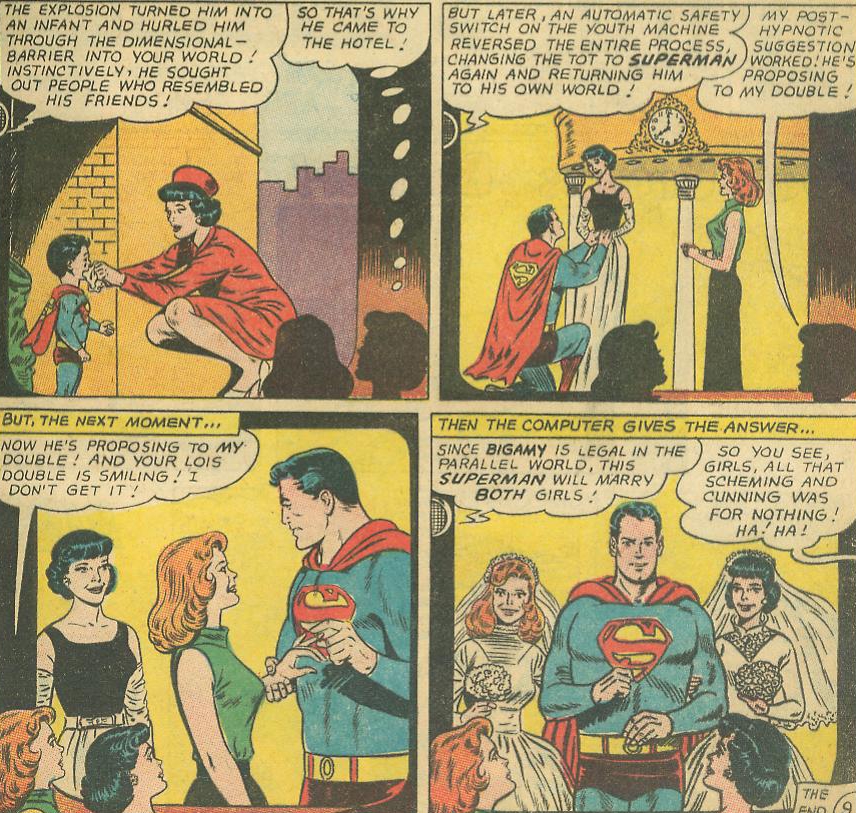 THE EXPLOSION TURNED HIM INTO
AN INFANT AND HURLED HIM
THROUGH THE DIMENSIONAL-
BARRIER INTO YOUR WORLD!
INSTINCTIVELY, HE SOUGHT
OUT PEOPLE WHO RESEMBLED
HIS FRIENDS!
SO THAT'S WHY
HE CAME TO
THE HOTEL!
BUT LATER, AN AUTOMATIC SAFETY
SWITCH ON THE YOUTH MACHINE
REVERSED THE ENTIRE PROCESS,
CHANGING THE TOT TO SUPERMAN
AGAIN AND RETURNING HIM
TO HIS OWN WORLD!
MY POST-
HYPNOTIC
SUGGESTION
WORKED! HE'S
PROPOSING
TO MY DOUBLE!
BUT, THE NEXT MOMENT...
NOW HE'S PROPOSING TO MY
DOUBLE! AND YOUR LOIS
DOUBLE IS SMILING! I
DON'T GET IT!
THEN THE COMPUTER GIVES THE ANSWER...
SINCE BIGAMY IS LEGAL IN THE
PARALLEL WORLD, THIS
SUPERMAN WILL MARRY
BOTH GIRLS!
SO YOU SEE,
GIRLS, ALL THAT
SCHEMING AND
CUNNING WAS
FOR NOTHING!
HA! HA!
THE
END
9